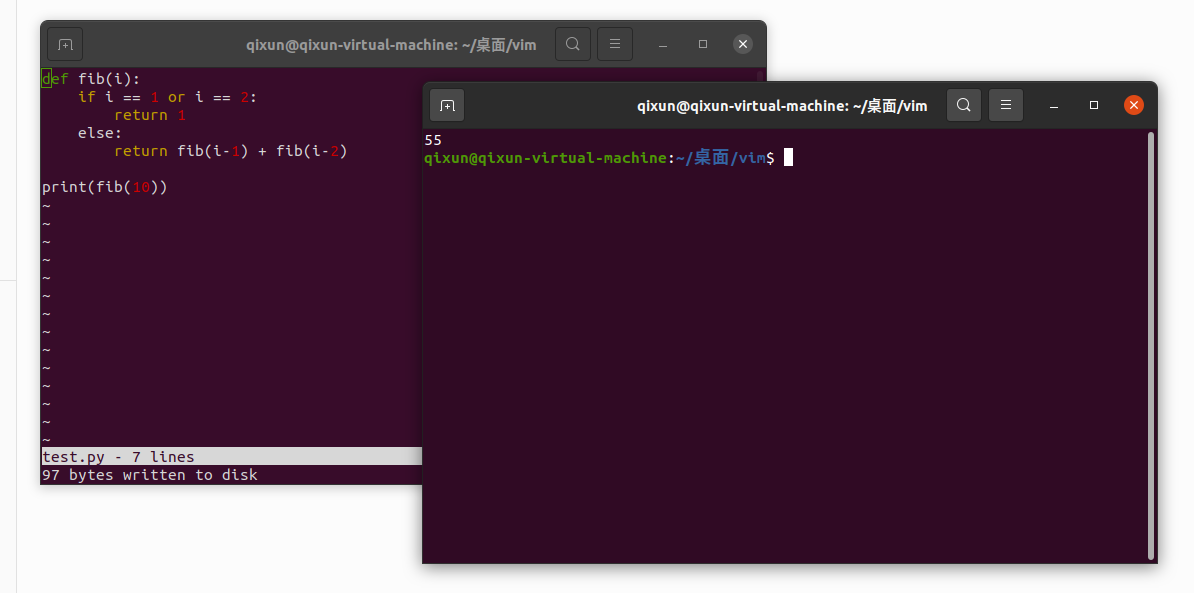 qixun@qixun-virtual-machine: ~/桌面/vim
def fib(i):
    if i == 1 or i == 2:
        return 1
    else:
        return fib(i-1) + fib(i-2)
print(fib(10))
~
~
~
~
~
~
~
~
~
~
~
~
~
~
test.py - 7 lines
97 bytes written to disk
qixun@qixun-virtual-machine: ~/桌面/vim
55
qixun@qixun-virtual-machine:~/桌面/vim$